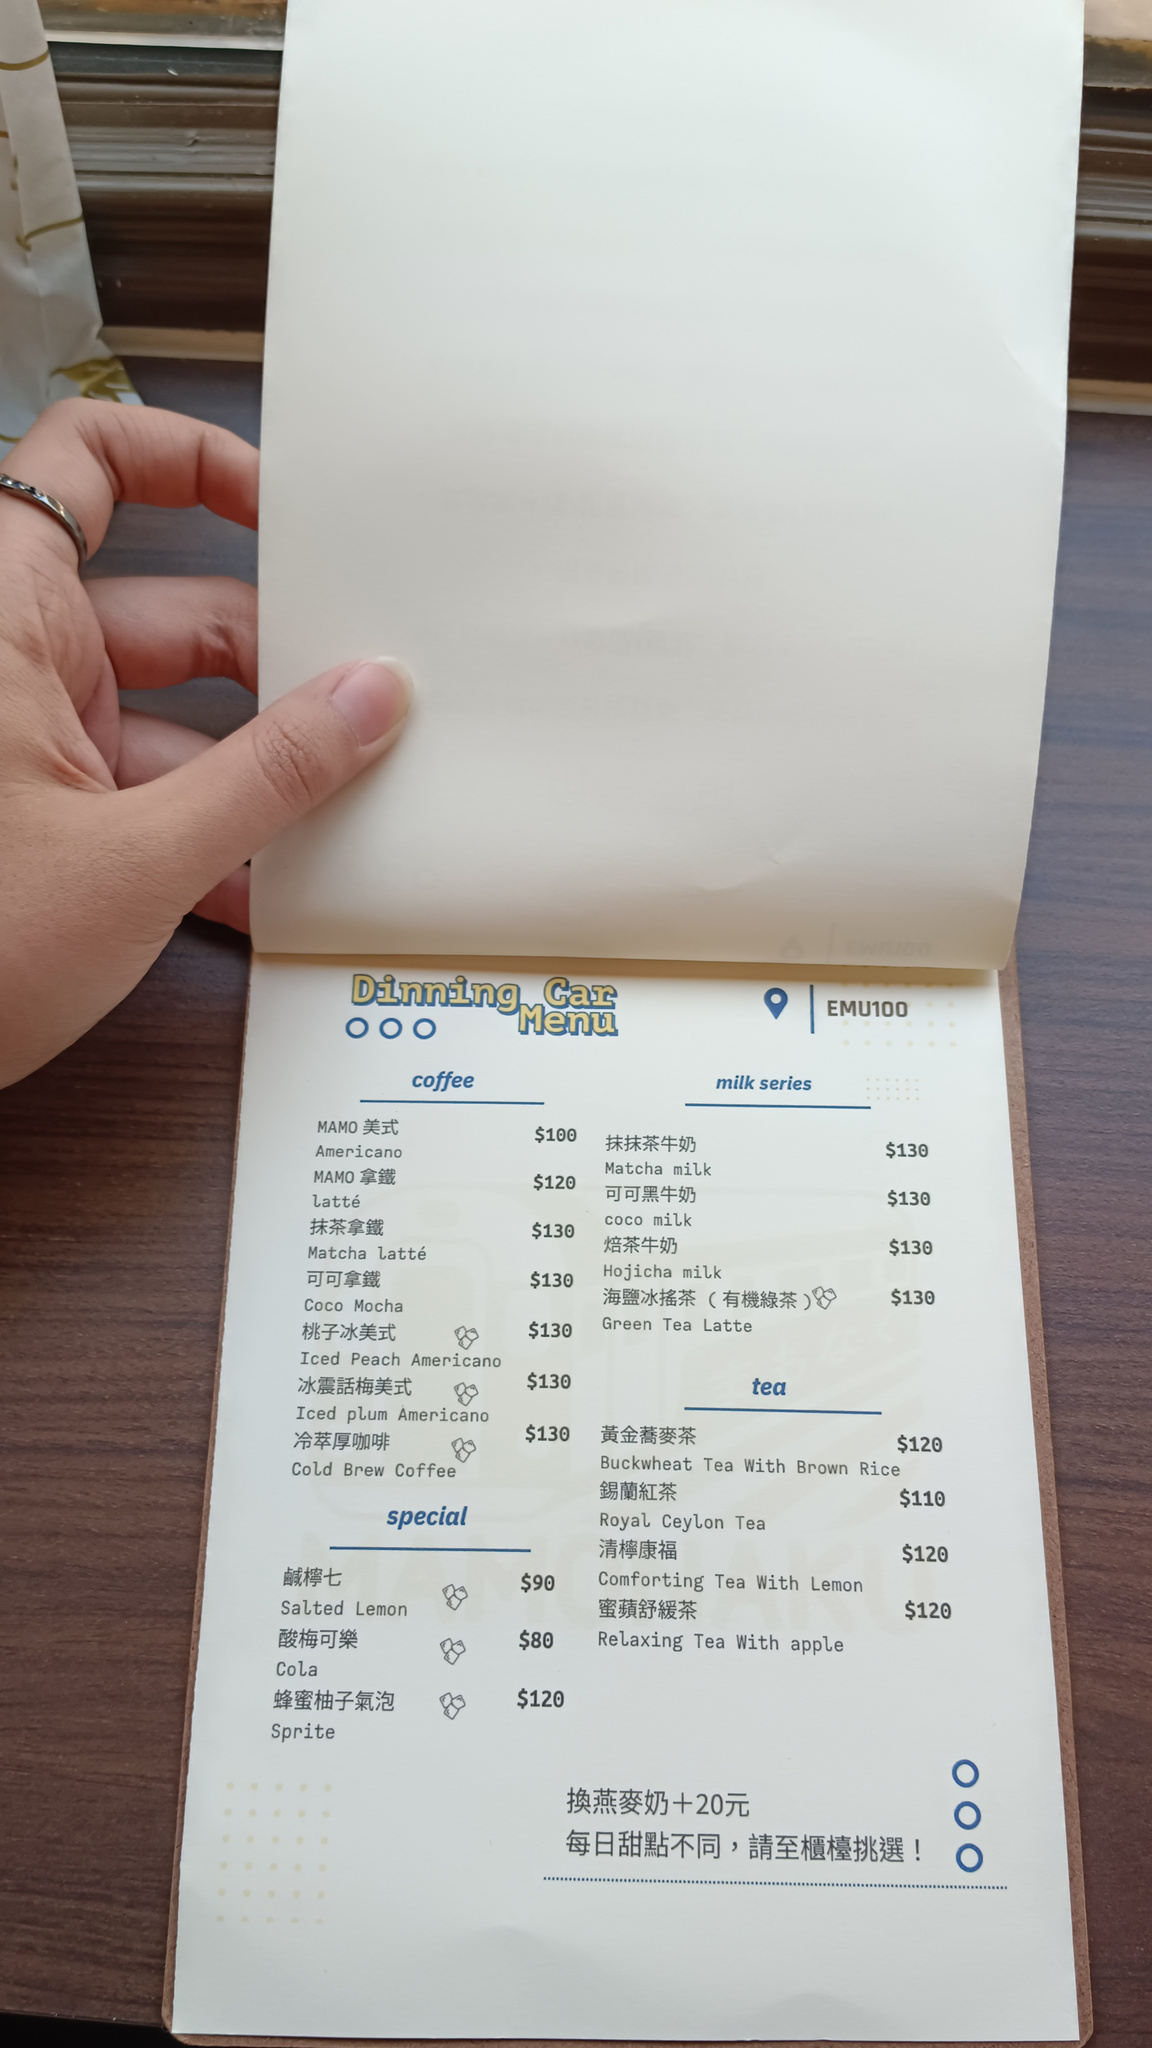 Dinning Car
Menu
EMU100
coffee
MAMO 美式 $100
Americano
MAMO 拿鐵 $120
latté
抹茶拿鐵 $130
Matcha latté
可可拿鐵 $130
Coco Mocha
桃子冰美式 $130
Iced Peach Americano
冰震話梅美式 $130
Iced plum Americano
冷萃厚咖啡 $130
Cold Brew Coffee
special
鹹檸七 $90
Salted Lemon
酸梅可樂 $80
Cola
蜂蜜柚子氣泡 $120
Sprite
milk series
抹抹茶牛奶 $130
Matcha milk
可可黑牛奶 $130
coco milk
焙茶牛奶 $130
Hojicha milk
海鹽冰搖茶（有機綠茶） $130
Green Tea Latte
tea
黃金蕎麥茶 $120
Buckwheat Tea With Brown Rice
錫蘭紅茶 $110
Royal Ceylon Tea
清檸康福 $120
Comforting Tea With Lemon
蜜蘋舒緩茶 $120
Relaxing Tea With apple
換燕麥奶＋20元
每日甜點不同，請至櫃檯挑選！